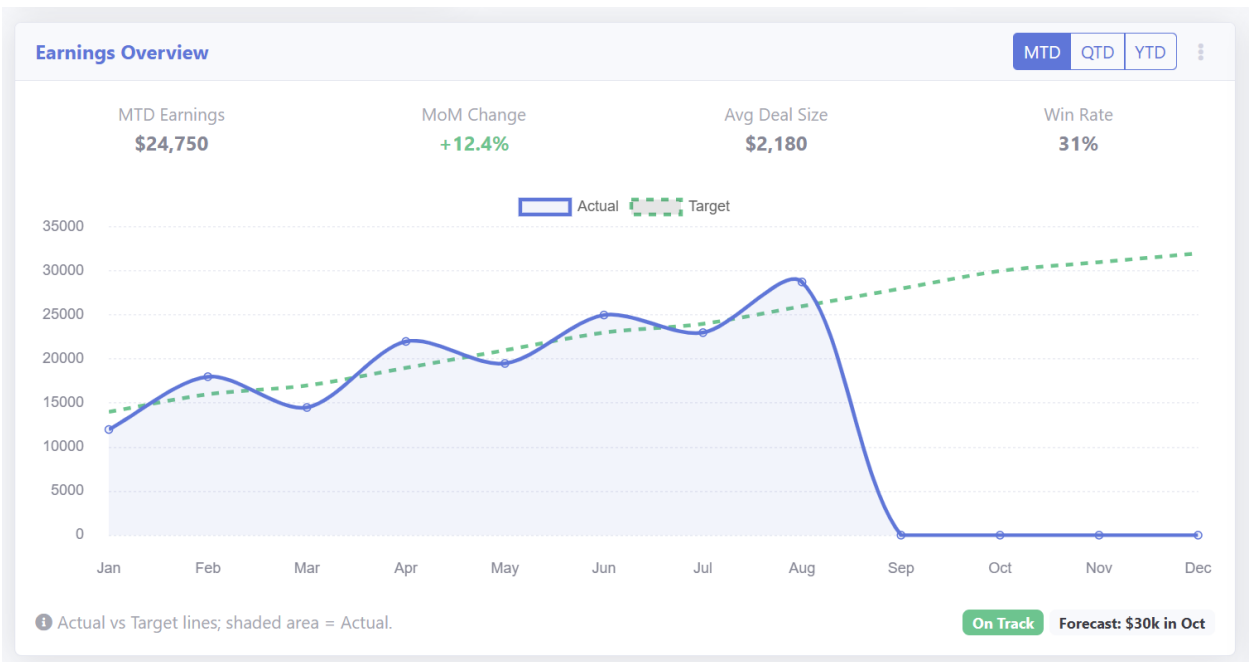 Earnings Overview
MTD QTD YTD
MTD Earnings
$24,750
MoM Change
+12.4%
Avg Deal Size
$2,180
Win Rate
31%
Actual Target
35000
30000
25000
20000
15000
10000
5000
0
Jan Feb Mar Apr May Jun Jul Aug Sep Oct Nov Dec
Actual vs Target lines; shaded area = Actual.
On Track Forecast: $30k in Oct